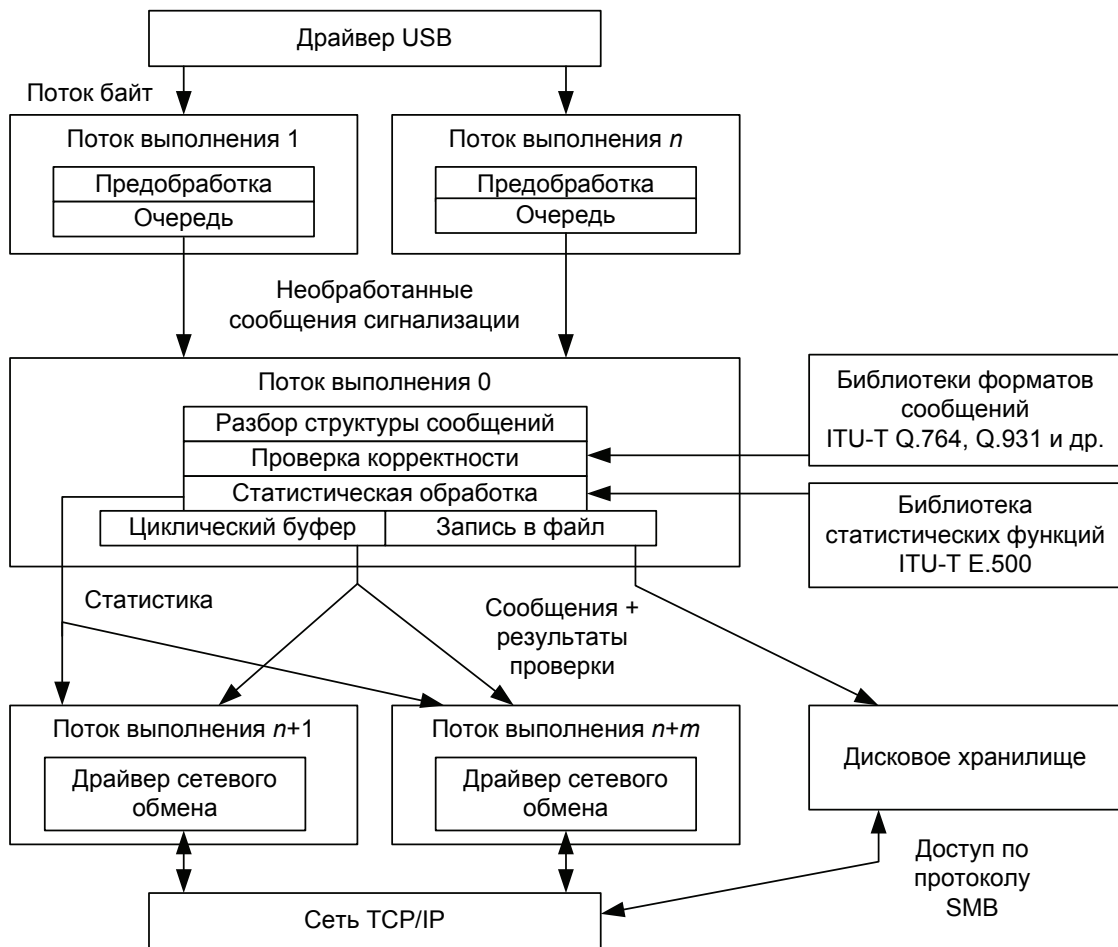 Драйвер USB
Поток байт
Поток выполнения 1
Предобработка
Очередь
Поток выполнения n
Предобработка
Очередь
Необработанные
сообщения сигнализации
Поток выполнения 0
Разбор структуры сообщений
Проверка корректности
Статистическая обработка
Циклический буфер
Запись в файл
Библиотеки форматов
сообщений
ITU-T Q.764, Q.931 и др.
Библиотека
статистических функций
ITU-T E.500
Статистика
Сообщения +
результаты
проверки
Поток выполнения n+1
Драйвер сетевого
обмена
Поток выполнения n+m
Драйвер сетевого
обмена
Дисковое хранилище
Доступ по
протоколу
SMB
Сеть TCP/IP